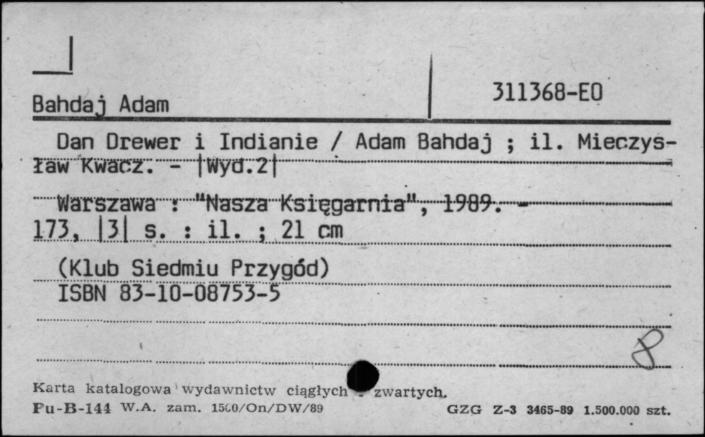 311368-EO
Bahdaj Adam
Dan Drewer i Indianie / Adam Bahdaj ; il. Mieczys-
ław Kwacz. - |Wyd.2|
Warszawa : "Nasza Księgarnia", 1989. -
173, |3| s. : il. ; 21 cm
(Klub Siedmiu Przygód)
ISBN 83-10-08753-5
8
Karta katalogowa wydawnictw ciągłych - zwartych.
Pu-B-144 W.A. zam. 1500/On/DW/89 GZG Z-3 3465-89 1.500.000 szt.